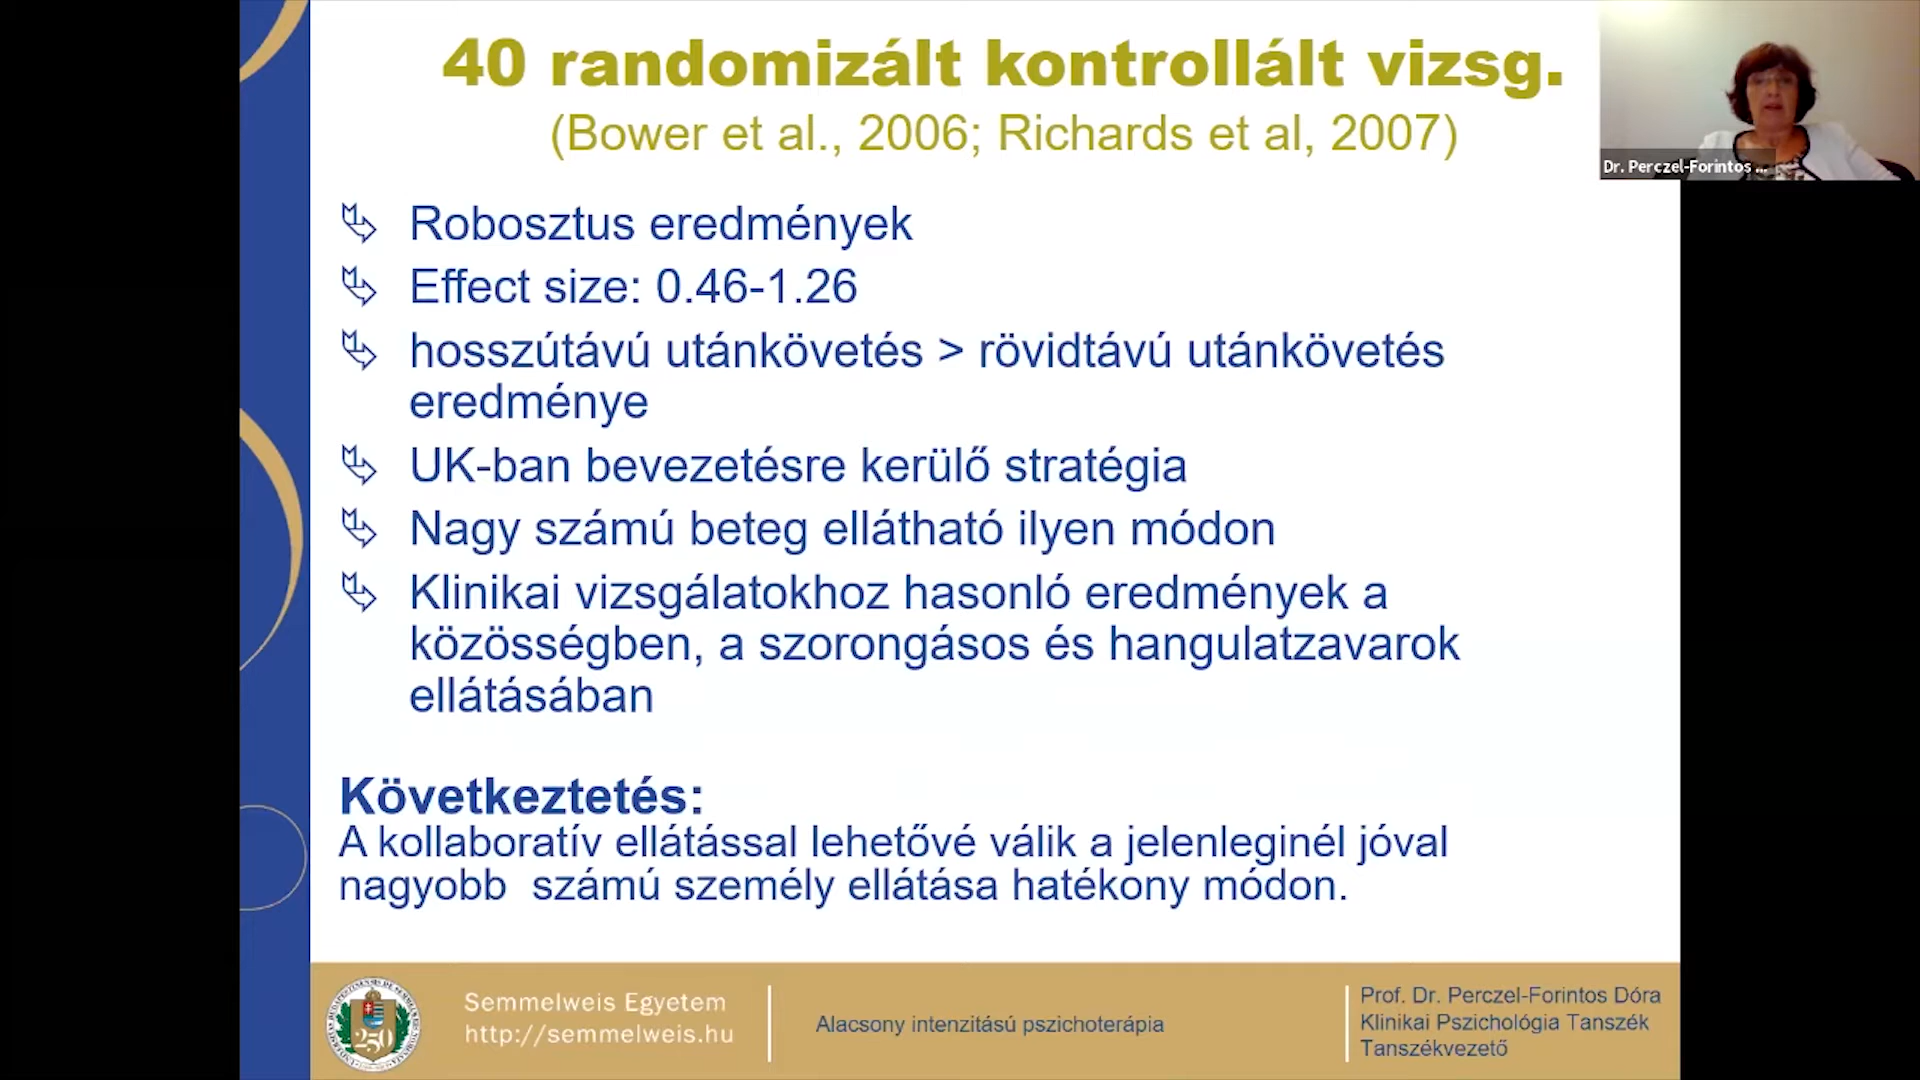 40 randomizált kontrollált vizsg.
(Bower et al., 2006; Richards et al, 2007)
Dr. Perczel-Forintos ...
Robosztus eredmények
Effect size: 0.46-1.26
hosszútávú utánkövetés > rövidtávú utánkövetés
eredménye
UK-ban bevezetésre kerülő stratégia
Nagy számú beteg ellátható ilyen módon
Klinikai vizsgálatokhoz hasonló eredmények a
közösségben, a szorongásos és hangulatzavarok
ellátásában
Következtetés:
A kollaboratív ellátással lehetővé válik a jelenleginél jóval
nagyobb számú személy ellátása hatékony módon.
250
Semmelweis Egyetem
http://semmelweis.hu
Alacsony intenzitású pszichoterápia
Prof. Dr. Perczel-Forintos Dóra
Klinikai Pszichológia Tanszék
Tanszékvezető